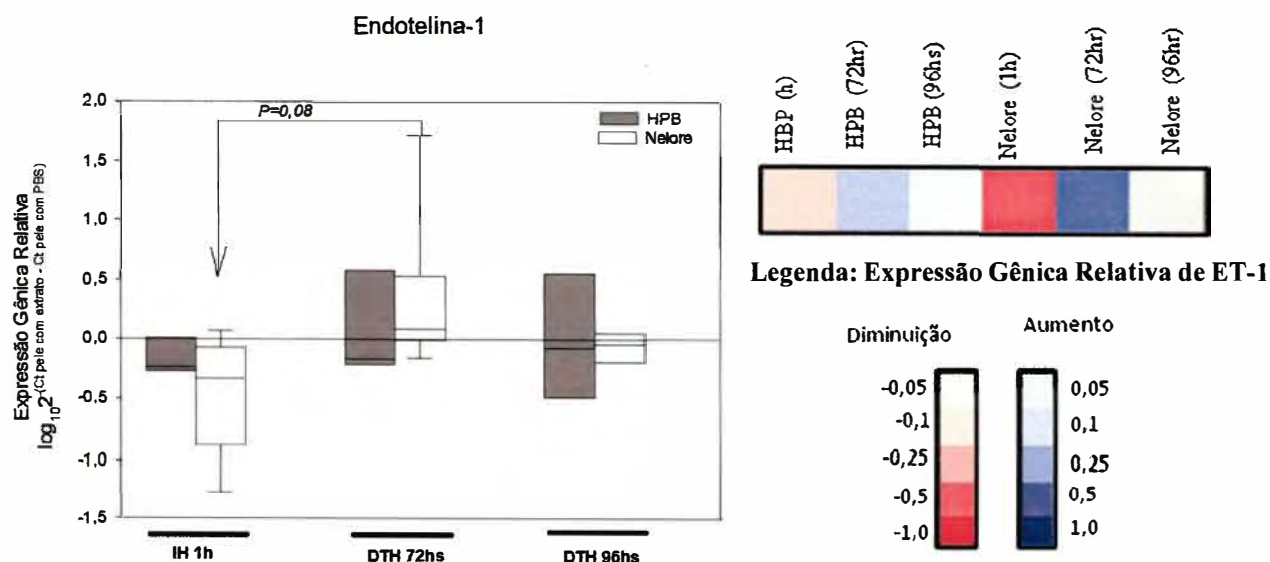 Endotelina-1
Expressão Gênica Relativa
log₁₀2^-(Ct pele com extrato - Ct pele com PBS)
2.0
1.5
1.0
0.5
0.0
-0.5
-1.0
-1.5
P=0,08
HPB
Nelore
IH 1h
DTH 72hs
DTH 96hs
HBP (h)
HPB (72hr)
HPB (96hs)
Nelore (1h)
Nelore (72hr)
Nelore (96hr)
Legenda: Expressão Gênica Relativa de ET-1
Diminuição
-0,05
-0,1
-0,25
-0,5
-1,0
Aumento
0,05
0,1
0,25
0,5
1,0